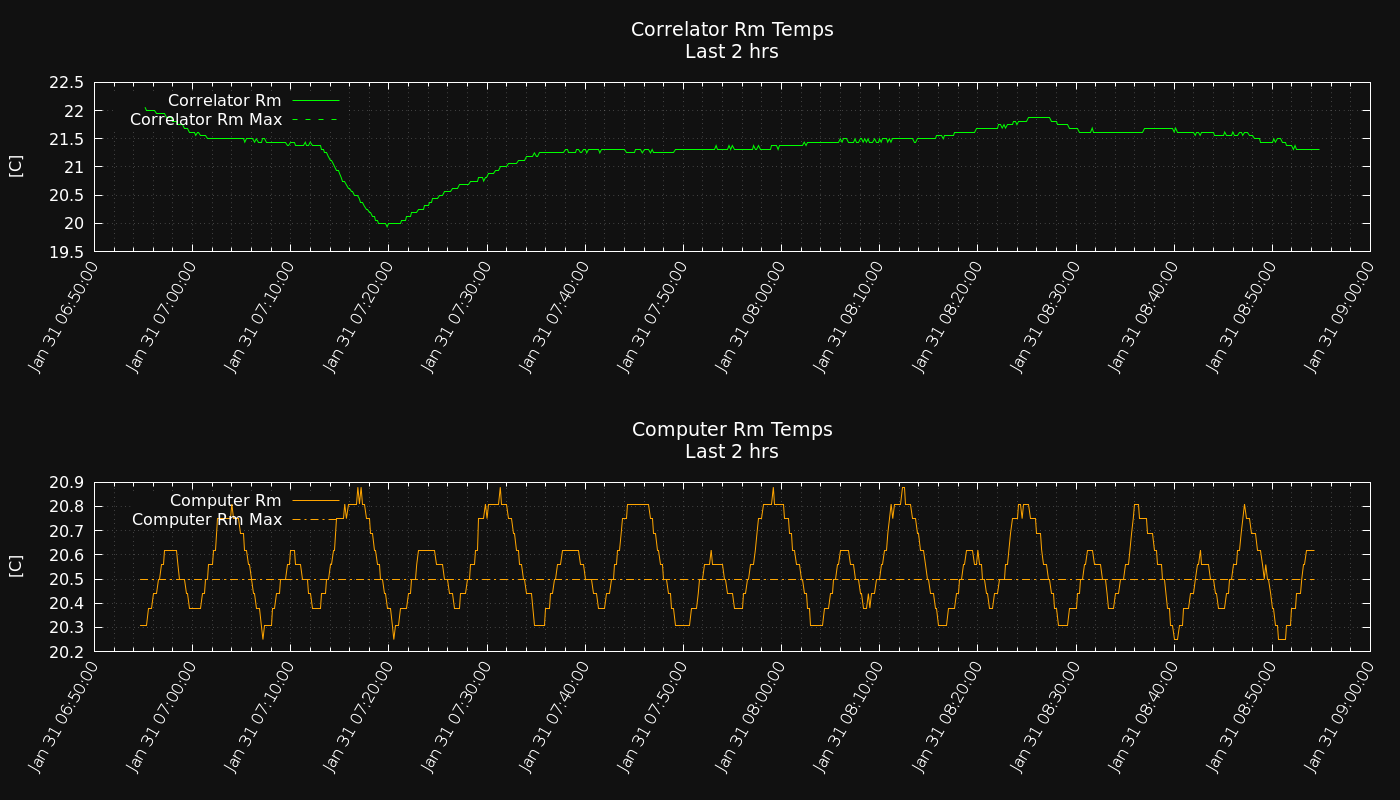 Correlator Rm Temps
Last 2 hrs
22.5
22
21.5
21
20.5
20
19.5
[C]
Correlator Rm
Correlator Rm Max
Jan 31 06:50:00
Jan 31 07:00:00
Jan 31 07:10:00
Jan 31 07:20:00
Jan 31 07:30:00
Jan 31 07:40:00
Jan 31 07:50:00
Jan 31 08:00:00
Jan 31 08:10:00
Jan 31 08:20:00
Jan 31 08:30:00
Jan 31 08:40:00
Jan 31 08:50:00
Jan 31 09:00:00
Computer Rm Temps
Last 2 hrs
20.9
20.8
20.7
20.6
20.5
20.4
20.3
20.2
[C]
Computer Rm
Computer Rm Max
Jan 31 06:50:00
Jan 31 07:00:00
Jan 31 07:10:00
Jan 31 07:20:00
Jan 31 07:30:00
Jan 31 07:40:00
Jan 31 07:50:00
Jan 31 08:00:00
Jan 31 08:10:00
Jan 31 08:20:00
Jan 31 08:30:00
Jan 31 08:40:00
Jan 31 08:50:00
Jan 31 09:00:00